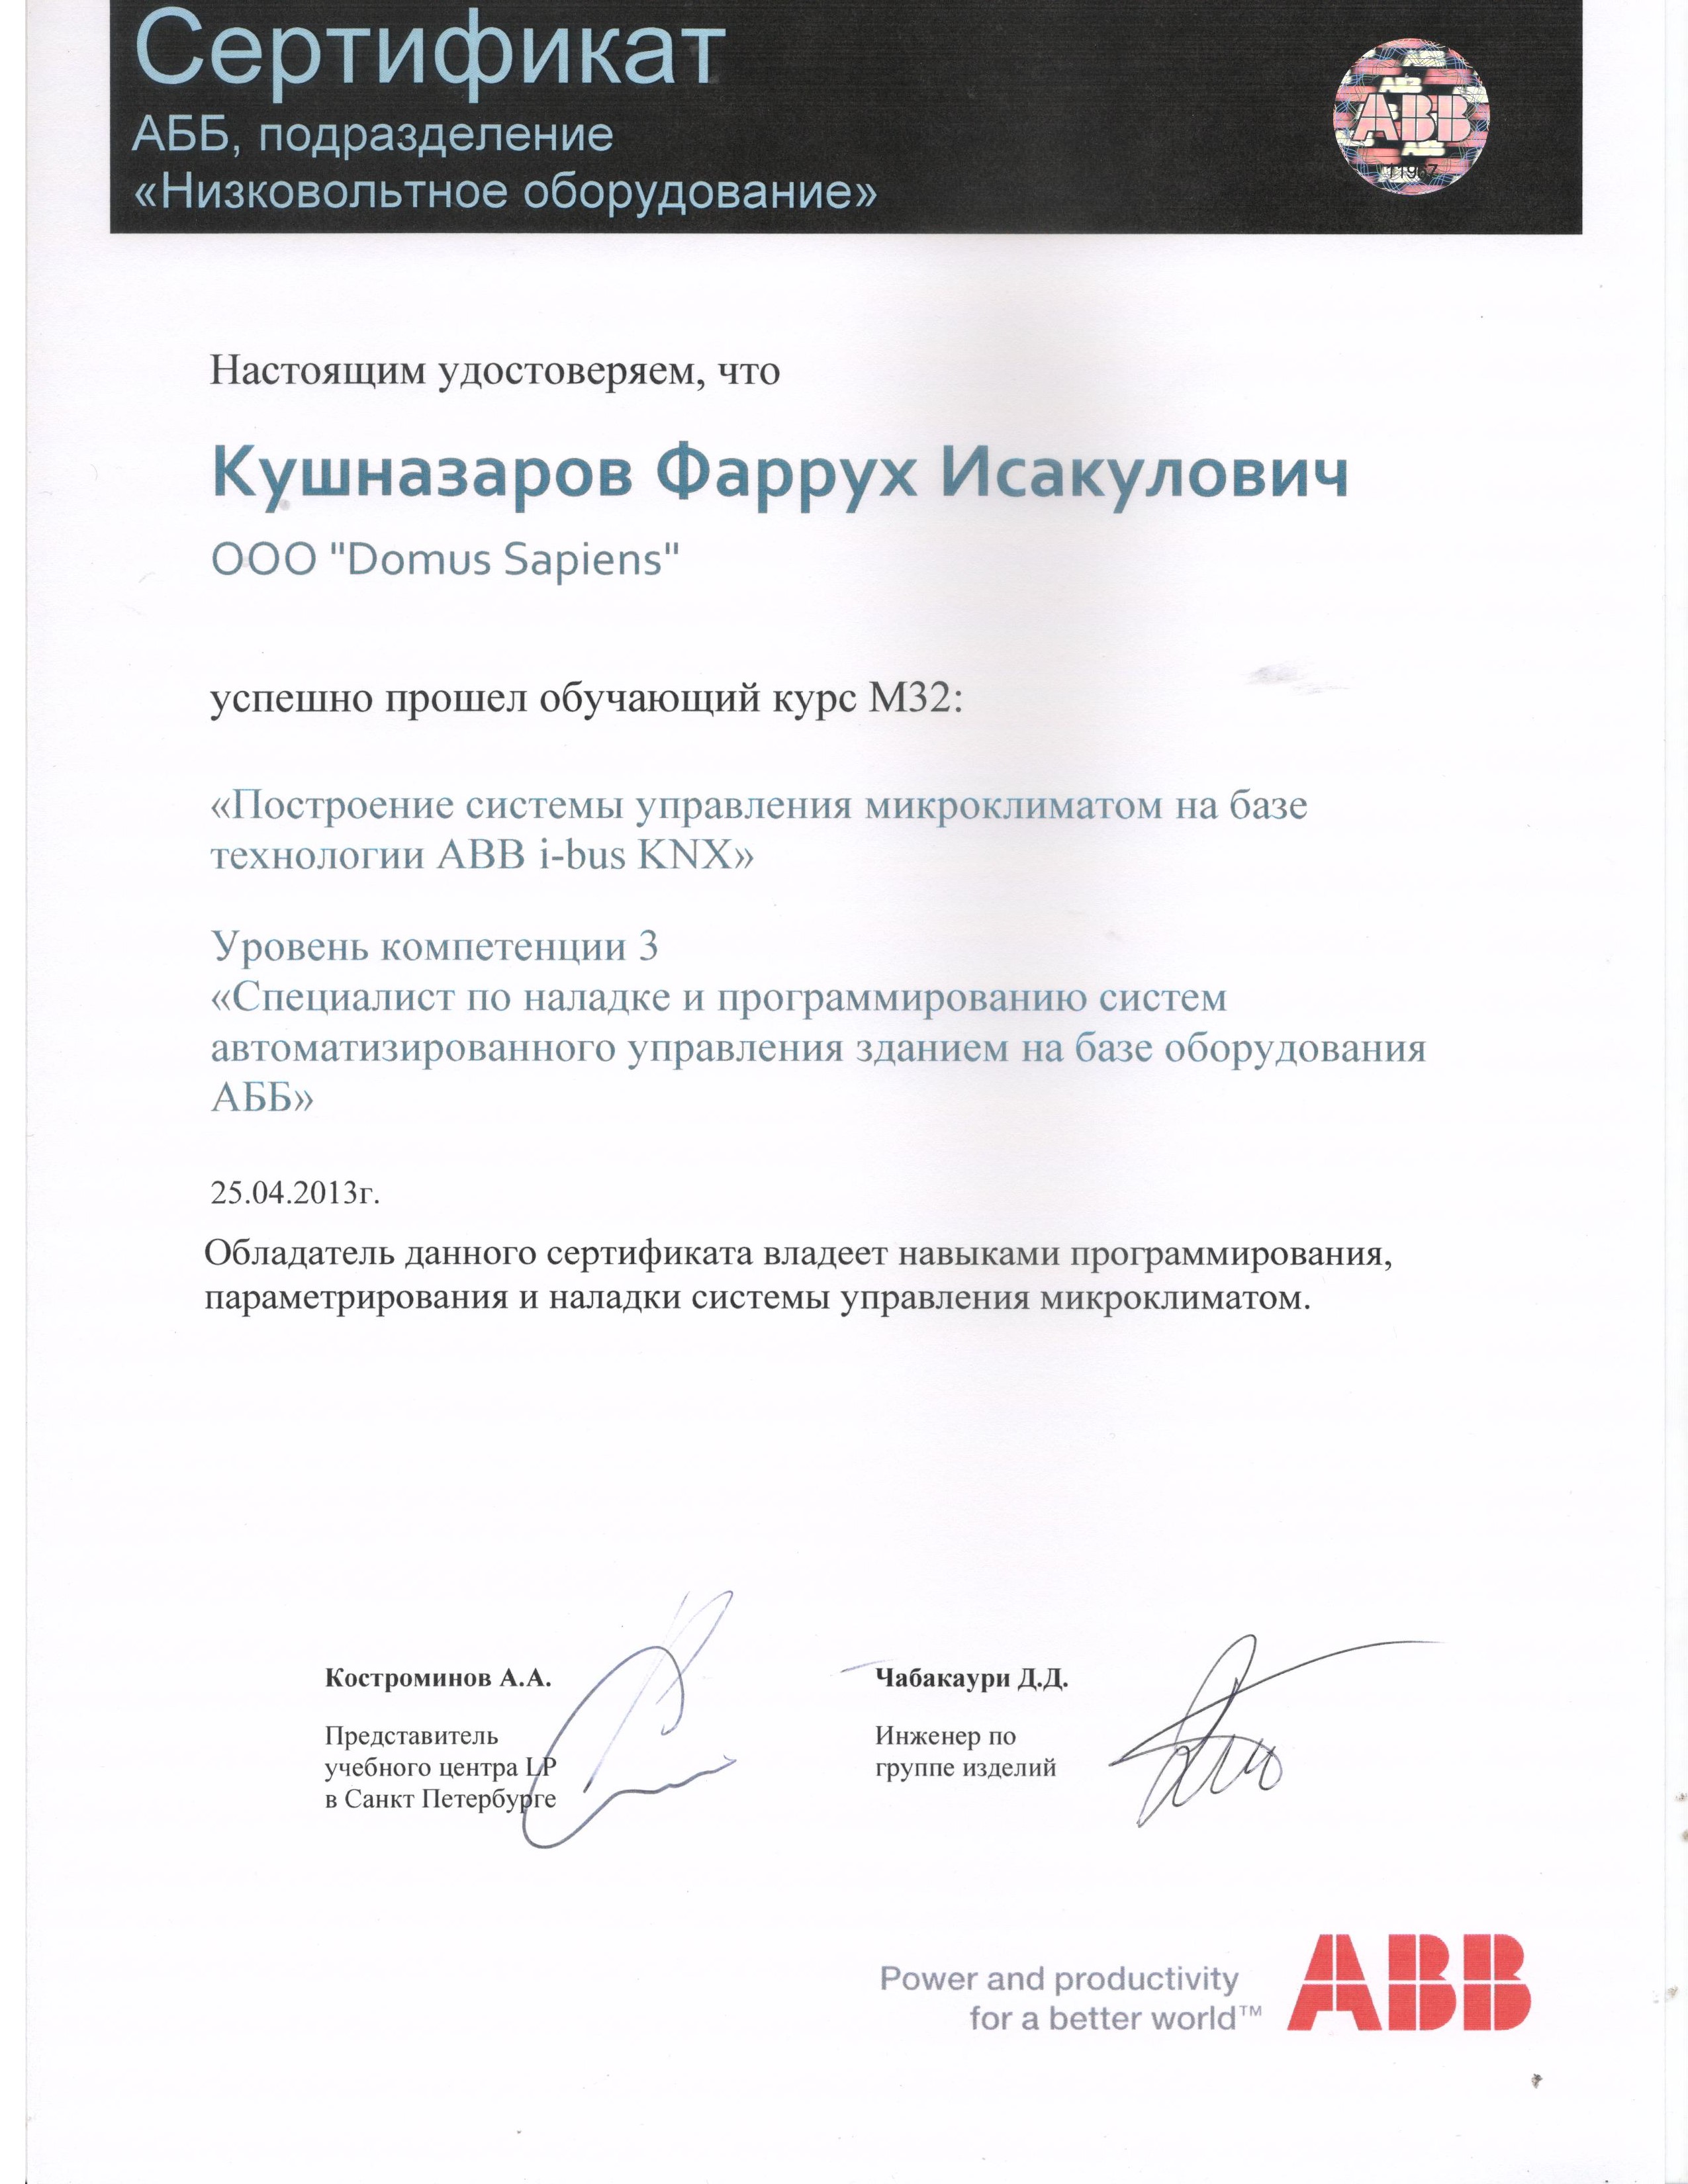 Сертификат
АББ, подразделение
«Низковольтное оборудование»
ABB
11967
Настоящим удостоверяем, что
Кушназаров Фаррух Исакулович
ООО "Domus Sapiens"
успешно прошел обучающий курс М32:
«Построение системы управления микроклиматом на базе
технологии ABB i-bus KNX»
Уровень компетенции 3
«Специалист по наладке и программированию систем
автоматизированного управления зданием на базе оборудования
АББ»
25.04.2013г.
Обладатель данного сертификата владеет навыками программирования,
параметрирования и наладки системы управления микроклиматом.
Костроминов А.А.
Представитель
учебного центра LP
в Санкт Петербурге
Чабакаури Д.Д.
Инженер по
группе изделий
Power and productivity
for a better world™
ABB